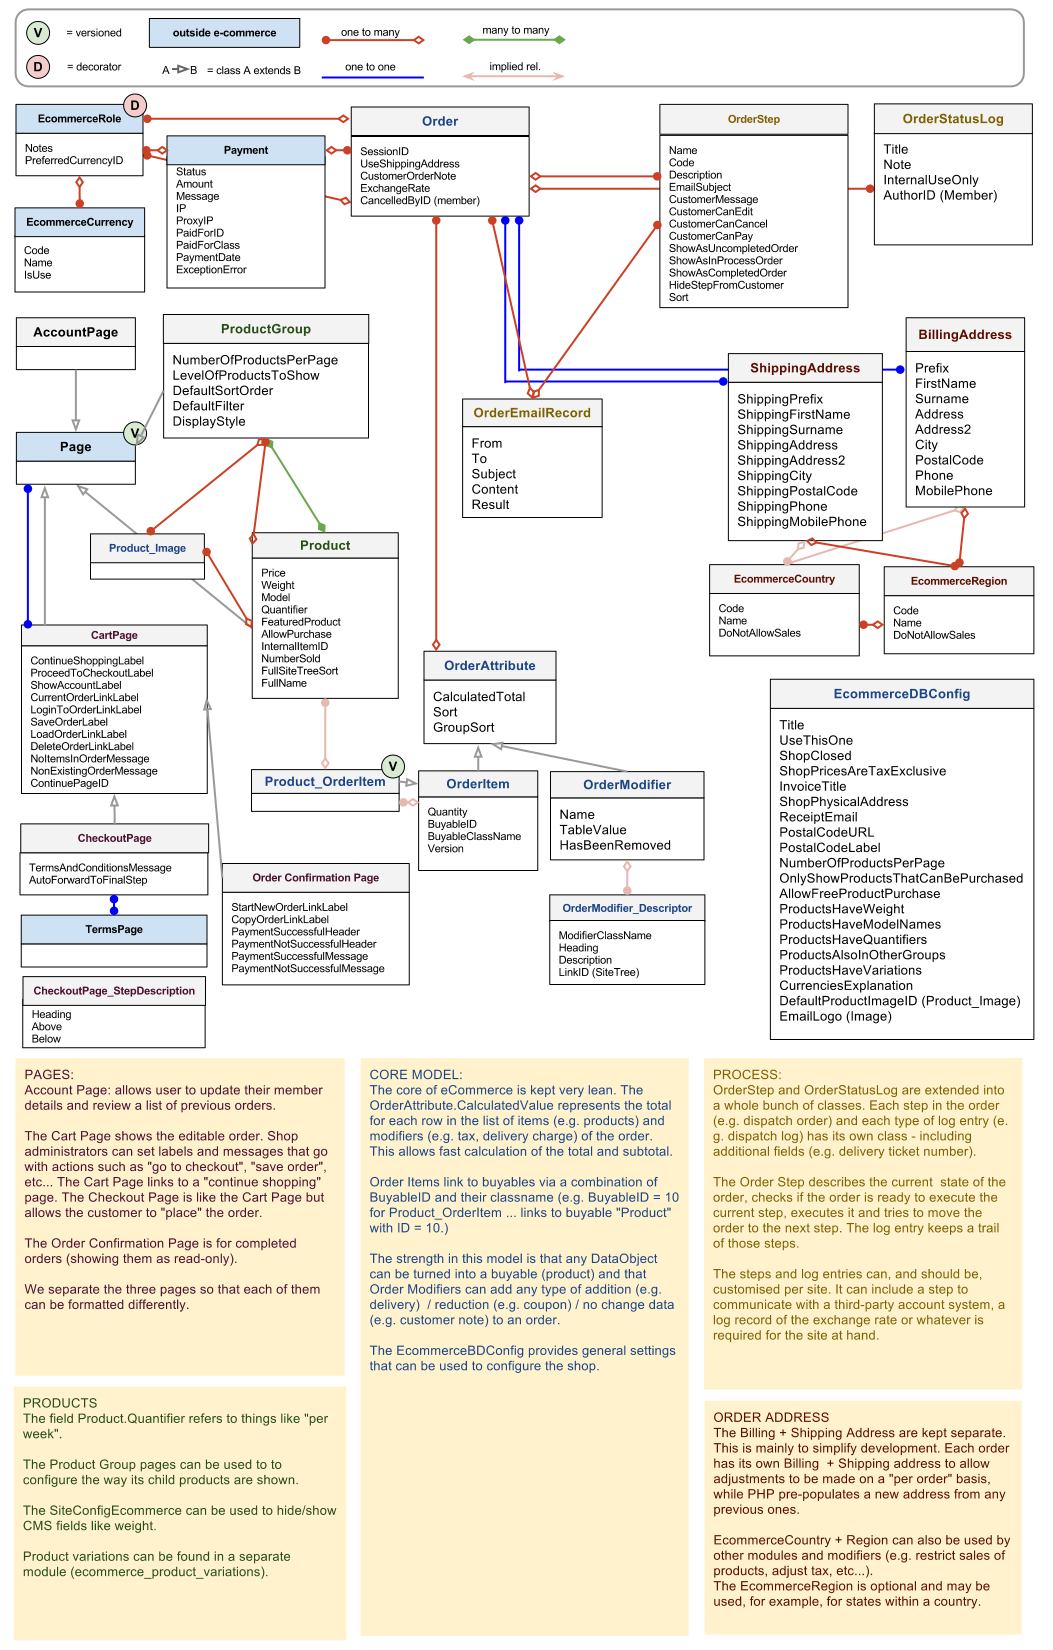 V = versioned
outside e-commerce
one to many
many to many
D = decorator
A B = class A extends B
one to one
implied rel.
EcommerceRole
D
Notes
PreferredCurrencyID
Payment
Status
Amount
Message
IP
ProxyIP
PaidForID
PaidForClass
PaymentDate
ExceptionError
Order
SessionID
UseShippingAddress
CustomerOrderNote
ExchangeRate
CancelledByID (member)
OrderStep
Name
Code
Description
EmailSubject
CustomerMessage
CustomerCanEdit
CustomerCanCancel
CustomerCanPay
ShowAsUncompletedOrder
ShowAsInProcessOrder
ShowAsCompletedOrder
HideStepFromCustomer
Sort
OrderStatusLog
Title
Note
InternalUseOnly
AuthorID (Member)
EcommerceCurrency
Code
Name
IsUse
AccountPage
ProductGroup
NumberOfProductsPerPage
LevelOfProductsToShow
DefaultSortOrder
DefaultFilter
DisplayStyle
Page
V
OrderEmailRecord
From
To
Subject
Content
Result
ShippingAddress
ShippingPrefix
ShippingFirstName
ShippingSurname
ShippingAddress
ShippingAddress2
ShippingCity
ShippingPostalCode
ShippingPhone
ShippingMobilePhone
BillingAddress
Prefix
FirstName
Surname
Address
Address2
City
PostalCode
Phone
MobilePhone
Product_Image
Product
Price
Weight
Model
Quantifier
FeaturedProduct
AllowPurchase
InternalItemID
NumberSold
FullSiteTreeSort
FullName
EcommerceCountry
Code
Name
DoNotAllowSales
EcommerceRegion
Code
Name
DoNotAllowSales
CartPage
ContinueShoppingLabel
ProceedToCheckoutLabel
ShowAccountLabel
CurrentOrderLinkLabel
LoginToOrderLinkLabel
SaveOrderLabel
LoadOrderLinkLabel
DeleteOrderLinkLabel
NoItemsInOrderMessage
NonExistingOrderMessage
ContinuePageID
OrderAttribute
CalculatedTotal
Sort
GroupSort
EcommerceDBConfig
Title
UseThisOne
ShopClosed
ShopPricesAreTaxExclusive
InvoiceTitle
ShopPhysicalAddress
ReceiptEmail
PostalCodeURL
PostalCodeLabel
NumberOfProductsPerPage
OnlyShowProductsThatCanBePurchased
AllowFreeProductPurchase
ProductsHaveWeight
ProductsHaveModelNames
ProductsHaveQuantifiers
ProductsAlsoInOtherGroups
ProductsHaveVariations
CurrenciesExplanation
DefaultProductImageID (Product_Image)
EmailLogo (Image)
Product_OrderItem
V
OrderItem
Quantity
BuyableID
BuyableClassName
Version
OrderModifier
Name
TableValue
HasBeenRemoved
CheckoutPage
TermsAndConditionsMessage
AutoForwardToFinalStep
Order Confirmation Page
StartNewOrderLinkLabel
CopyOrderLinkLabel
PaymentSuccessfulHeader
PaymentNotSuccessfulHeader
PaymentSuccessfulMessage
PaymentNotSuccessfulMessage
OrderModifier_Descriptor
ModifierClassName
Heading
Description
LinkID (SiteTree)
TermsPage
CheckoutPage_StepDescription
Heading
Above
Below
PAGES:
Account Page: allows user to update their member
details and review a list of previous orders.
The Cart Page shows the editable order. Shop
administrators can set labels and messages that go
with actions such as "go to checkout", "save order",
etc... The Cart Page links to a "continue shopping"
page. The Checkout Page is like the Cart Page but
allows the customer to "place" the order.
The Order Confirmation Page is for completed
orders (showing them as read-only).
We separate the three pages so that each of them
can be formatted differently.
CORE MODEL:
The core of eCommerce is kept very lean. The
OrderAttribute.CalculatedValue represents the total
for each row in the list of items (e.g. products) and
modifiers (e.g. tax, delivery charge) of the order.
This allows fast calculation of the total and subtotal.
Order Items link to buyables via a combination of
BuyableID and their classname (e.g. BuyableID = 10
for Product_OrderItem ... links to buyable "Product"
with ID = 10.)
The strength in this model is that any DataObject
can be turned into a buyable (product) and that
Order Modifiers can add any type of addition (e.g.
delivery) / reduction (e.g. coupon) / no change data
(e.g. customer note) to an order.
The EcommerceBDConfig provides general settings
that can be used to configure the shop.
PROCESS:
OrderStep and OrderStatusLog are extended into
a whole bunch of classes. Each step in the order
(e.g. dispatch order) and each type of log entry (e.
g. dispatch log) has its own class - including
additional fields (e.g. delivery ticket number).
The Order Step describes the current state of the
order, checks if the order is ready to execute the
current step, executes it and tries to move the
order to the next step. The log entry keeps a trail
of those steps.
The steps and log entries can, and should be,
customised per site. It can include a step to
communicate with a third-party account system, a
log record of the exchange rate or whatever is
required for the site at hand.
PRODUCTS
The field Product.Quantifier refers to things like "per
week".
The Product Group pages can be used to to
configure the way its child products are shown.
The SiteConfigEcommerce can be used to hide/show
CMS fields like weight.
Product variations can be found in a separate
module (ecommerce_product_variations).
ORDER ADDRESS
The Billing + Shipping Address are kept separate.
This is mainly to simplify development. Each order
has its own Billing + Shipping address to allow
adjustments to be made on a "per order" basis,
while PHP pre-populates a new address from any
previous ones.
EcommerceCountry + Region can also be used by
other modules and modifiers (e.g. restrict sales of
products, adjust tax, etc...).
The EcommerceRegion is optional and may be
used, for example, for states within a country.